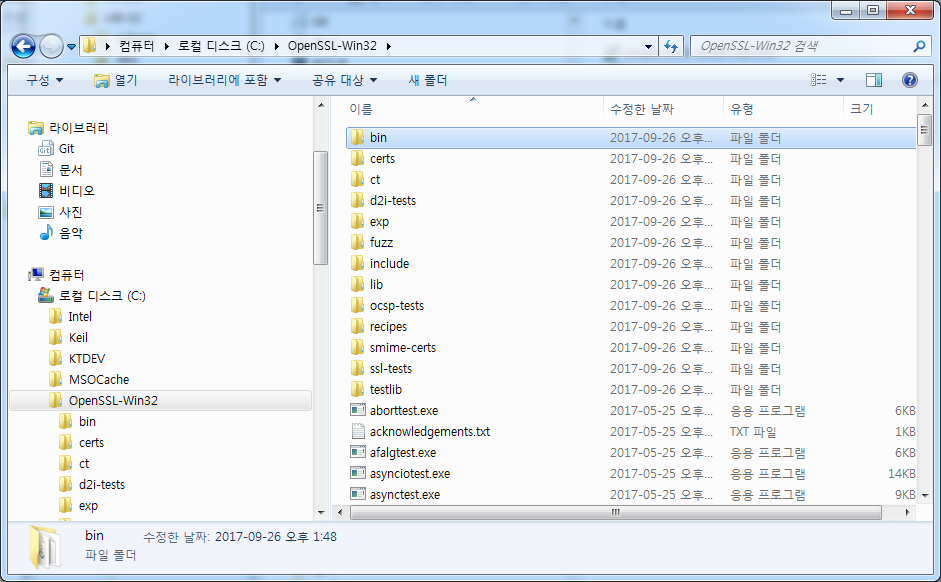 컴퓨터 로컬 디스크 (C:) OpenSSL-Win32
OpenSSL-Win32 검색
구성 열기 라이브러리에 포함 공유 대상 새 폴더
라이브러리
Git
문서
비디오
사진
음악
컴퓨터
로컬 디스크 (C:)
Intel
Keil
KTDEV
MSOCache
OpenSSL-Win32
bin
certs
ct
d2i-tests
exp
이름 수정한 날짜 유형 크기
bin 2017-09-26 오후... 파일 폴더
certs 2017-09-26 오후... 파일 폴더
ct 2017-09-26 오후... 파일 폴더
d2i-tests 2017-09-26 오후... 파일 폴더
exp 2017-09-26 오후... 파일 폴더
fuzz 2017-09-26 오후... 파일 폴더
include 2017-09-26 오후... 파일 폴더
lib 2017-09-26 오후... 파일 폴더
ocsp-tests 2017-09-26 오후... 파일 폴더
recipes 2017-09-26 오후... 파일 폴더
smime-certs 2017-09-26 오후... 파일 폴더
ssl-tests 2017-09-26 오후... 파일 폴더
testlib 2017-09-26 오후... 파일 폴더
aborttest.exe 2017-05-25 오후... 응용 프로그램 6KB
acknowledgements.txt 2017-05-25 오후... TXT 파일 1KB
afalgtest.exe 2017-05-25 오후... 응용 프로그램 6KB
asynciotest.exe 2017-05-25 오후... 응용 프로그램 14KB
asynctest.exe 2017-05-25 오후... 응용 프로그램 9KB
bin 수정한 날짜: 2017-09-26 오후 1:48
파일 폴더